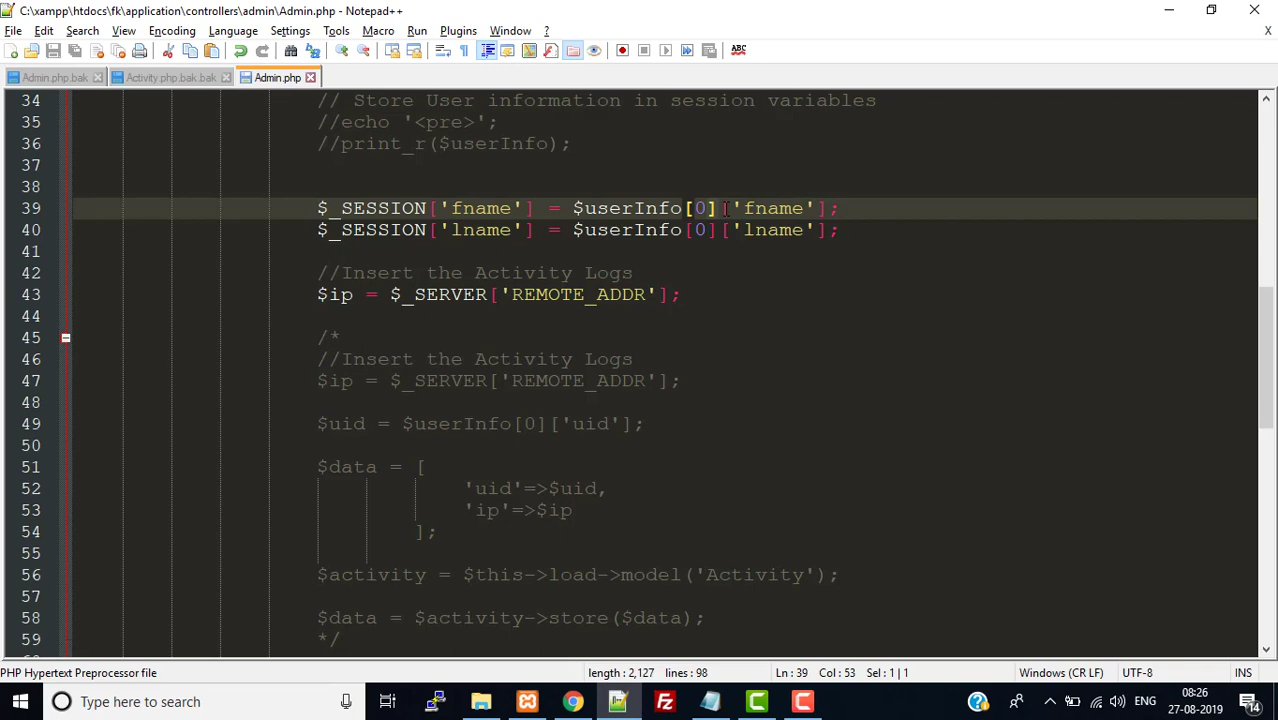 C:\xampp\htdocs\fk\application\controllers\admin\Admin.php - Notepad++
File Edit Search View Encoding Language Settings Tools Macro Run Plugins Window ?
X
Admin.php.bak Activity php.bak.bak Admin.php
34 // Store User information in session variables
35 //echo '<pre>';
36 //print_r($userInfo);
37
38
39 $_SESSION['fname'] = $userInfo[0]['fname'];
40 $_SESSION['lname'] = $userInfo[0]['lname'];
41
42 //Insert the Activity Logs
43 $ip = $_SERVER['REMOTE_ADDR'];
44
45 /*
46 //Insert the Activity Logs
47 $ip = $_SERVER['REMOTE_ADDR'];
48
49 $uid = $userInfo[0]['uid'];
50
51 $data = [
52 'uid'=>$uid,
53 'ip'=>$ip
54 ];
55
56 $activity = $this->load->model('Activity');
57
58 $data = $activity->store($data);
59 */
PHP Hypertext Preprocessor file length : 2,127 lines : 98 Ln : 39 Col : 53 Sel : 1 | 1 Windows (CR LF) UTF-8 INS
Type here to search ENG 08:26
27-08-2019 14